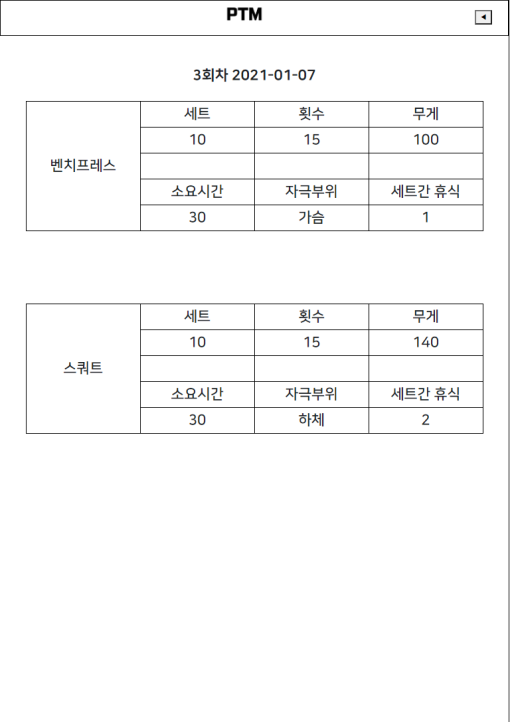 PTM
3회차 2021-01-07
벤치프레스
세트 횟수 무게
10 15 100
소요시간 자극부위 세트간 휴식
30 가슴 1
스쿼트
세트 횟수 무게
10 15 140
소요시간 자극부위 세트간 휴식
30 하체 2